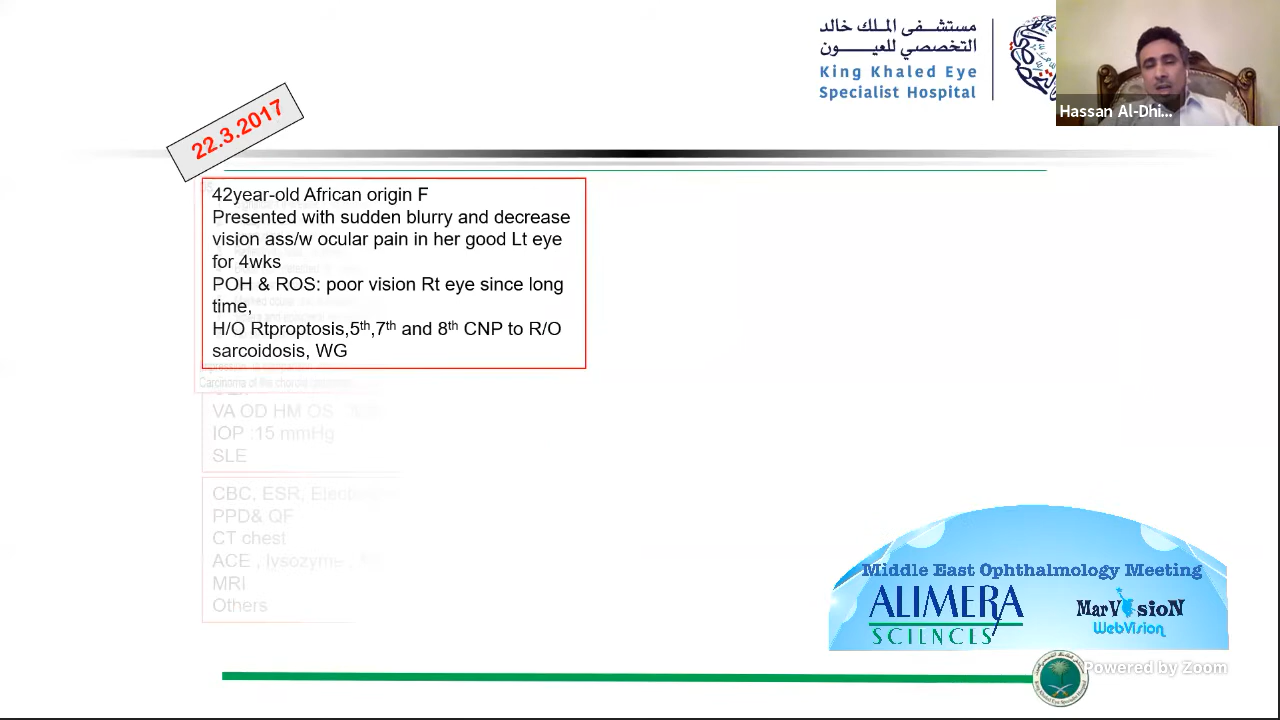 مستشفى الملك خالد
التخصصي للعيون
King Khaled Eye
Specialist Hospital
Hassan Al-Dhi...
22.3.2017
42year-old African origin F
Presented with sudden blurry and decrease
vision ass/w ocular pain in her good Lt eye
for 4wks
POH & ROS: poor vision Rt eye since long
time,
H/O Rtproptosis,5th,7th and 8th CNP to R/O
sarcoidosis, WG
Carcinoma of the choroid
VA OD HM OS
IOP :15 mmHg
SLE
CBC, ESR,
PPD& QF
CT chest
ACE , lysozyme ,
MRI
Others
Middle East Ophthalmology Meeting
ALIMERA
SCIENCES
MarVisioN
WebVision
Powered by Zoom